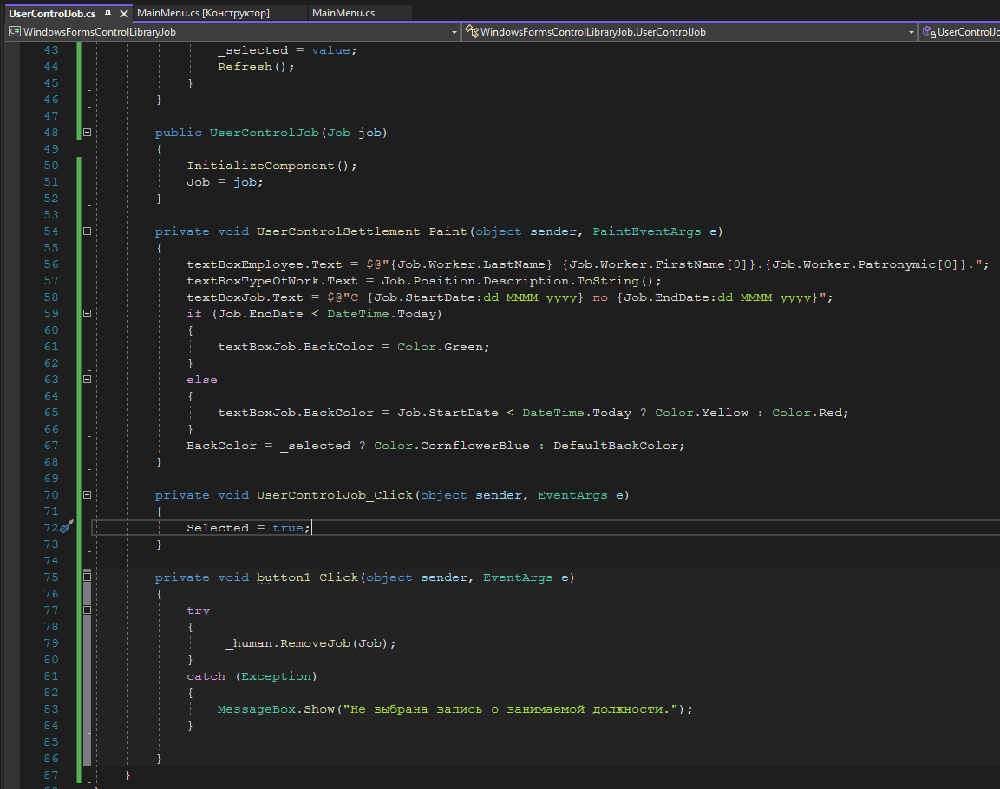 UserControlJob.cs MainMenu.cs [Конструктор] MainMenu.cs
WindowsFormsControlLibraryJob WindowsFormsControlLibraryJob.UserControlJob
43 _selected = value;
44 Refresh();
45 }
46 }
47
48 public UserControlJob(Job job)
49 {
50 InitializeComponent();
51 Job = job;
52 }
53
54 private void UserControlSettlement_Paint(object sender, PaintEventArgs e)
55 {
56 textBoxEmployee.Text = $@"{Job.Worker.LastName} {Job.Worker.FirstName[0]}.{Job.Worker.Patronymic[0]}.";
57 textBoxTypeOfWork.Text = Job.Position.Description.ToString();
58 textBoxJob.Text = $@"С {Job.StartDate:dd MMMM yyyy} по {Job.EndDate:dd MMMM yyyy}";
59 if (Job.EndDate < DateTime.Today)
60 {
61 textBoxJob.BackColor = Color.Green;
62 }
63 else
64 {
65 textBoxJob.BackColor = Job.StartDate < DateTime.Today ? Color.Yellow : Color.Red;
66 }
67 BackColor = _selected ? Color.CornflowerBlue : DefaultBackColor;
68 }
69
70 private void UserControlJob_Click(object sender, EventArgs e)
71 {
72 Selected = true;
73 }
74
75 private void button1_Click(object sender, EventArgs e)
76 {
77 try
78 {
79 _human.RemoveJob(Job);
80 }
81 catch (Exception)
82 {
83 MessageBox.Show("Не выбрана запись о занимаемой должности.");
84 }
85
86 }
87 }